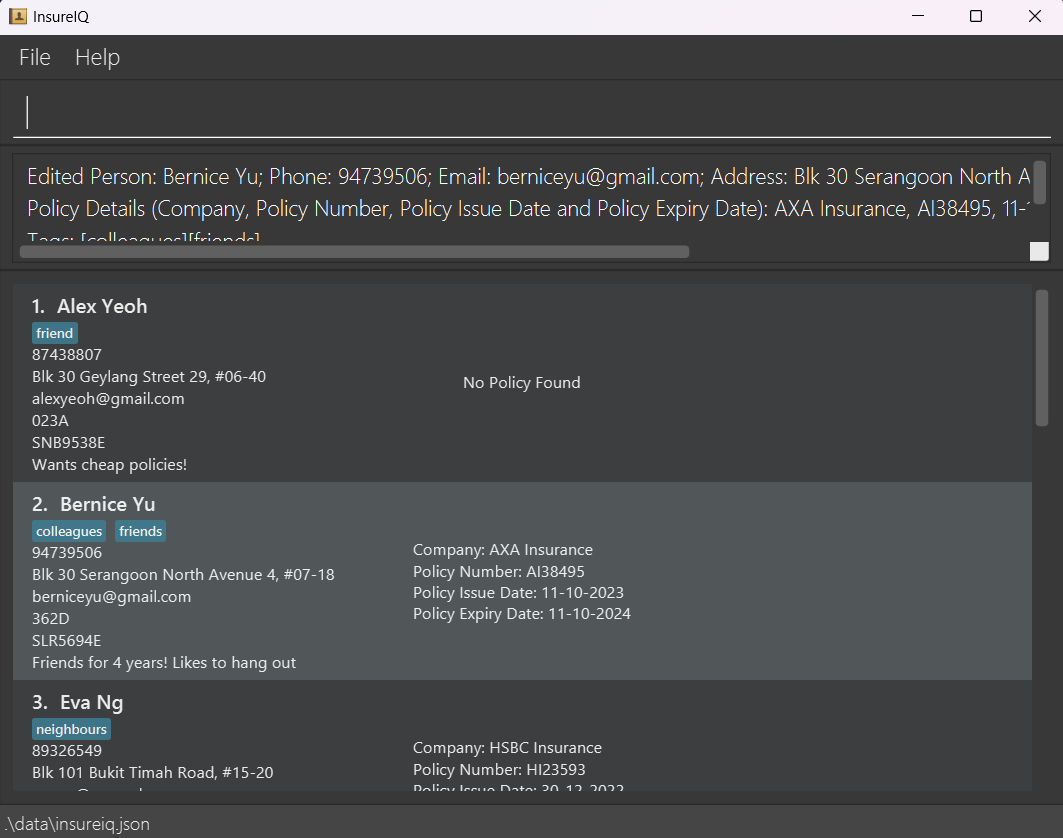 InsureIQ
File Help
Edited Person: Bernice Yu; Phone: 94739506; Email: berniceyu@gmail.com; Address: Blk 30 Serangoon North A
Policy Details (Company, Policy Number, Policy Issue Date and Policy Expiry Date): AXA Insurance, AI38495, 11-
Tags: [colleagues][friends]
1. Alex Yeoh
friend
87438807
Blk 30 Geylang Street 29, #06-40
alexyeoh@gmail.com
023A
SNB9538E
Wants cheap policies!
No Policy Found
2. Bernice Yu
colleagues friends
94739506
Blk 30 Serangoon North Avenue 4, #07-18
berniceyu@gmail.com
362D
SLR5694E
Friends for 4 years! Likes to hang out
Company: AXA Insurance
Policy Number: AI38495
Policy Issue Date: 11-10-2023
Policy Expiry Date: 11-10-2024
3. Eva Ng
neighbours
89326549
Blk 101 Bukit Timah Road, #15-20
Company: HSBC Insurance
Policy Number: HI23593
Policy Issue Date: 30-12-2022
.\data\insureiq.json